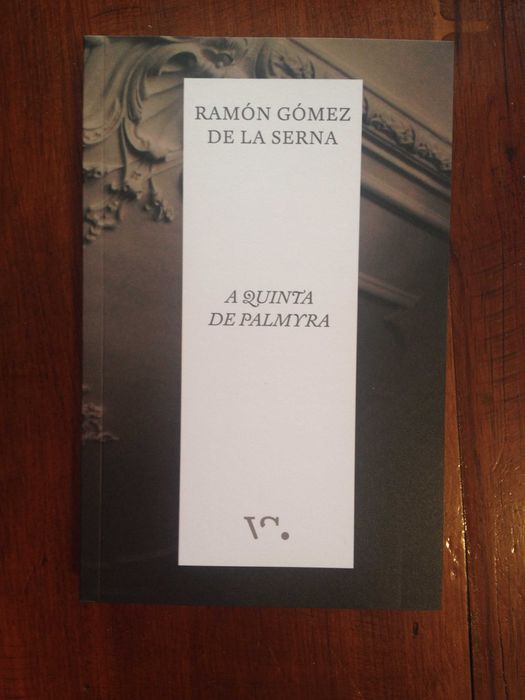 RAMÓN GÓMEZ
DE LA SERNA
A QUINTA
DE PALMYRA